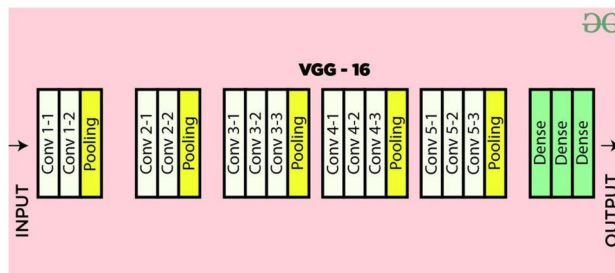 VGG - 16
INPUT
Conv 1-1
Conv 1-2
Pooling
Conv 2-1
Conv 2-2
Pooling
Conv 3-1
Conv 3-2
Conv 3-3
Pooling
Conv 4-1
Conv 4-2
Conv 4-3
Pooling
Conv 5-1
Conv 5-2
Conv 5-3
Pooling
Dense
Dense
Dense
OUTPUT